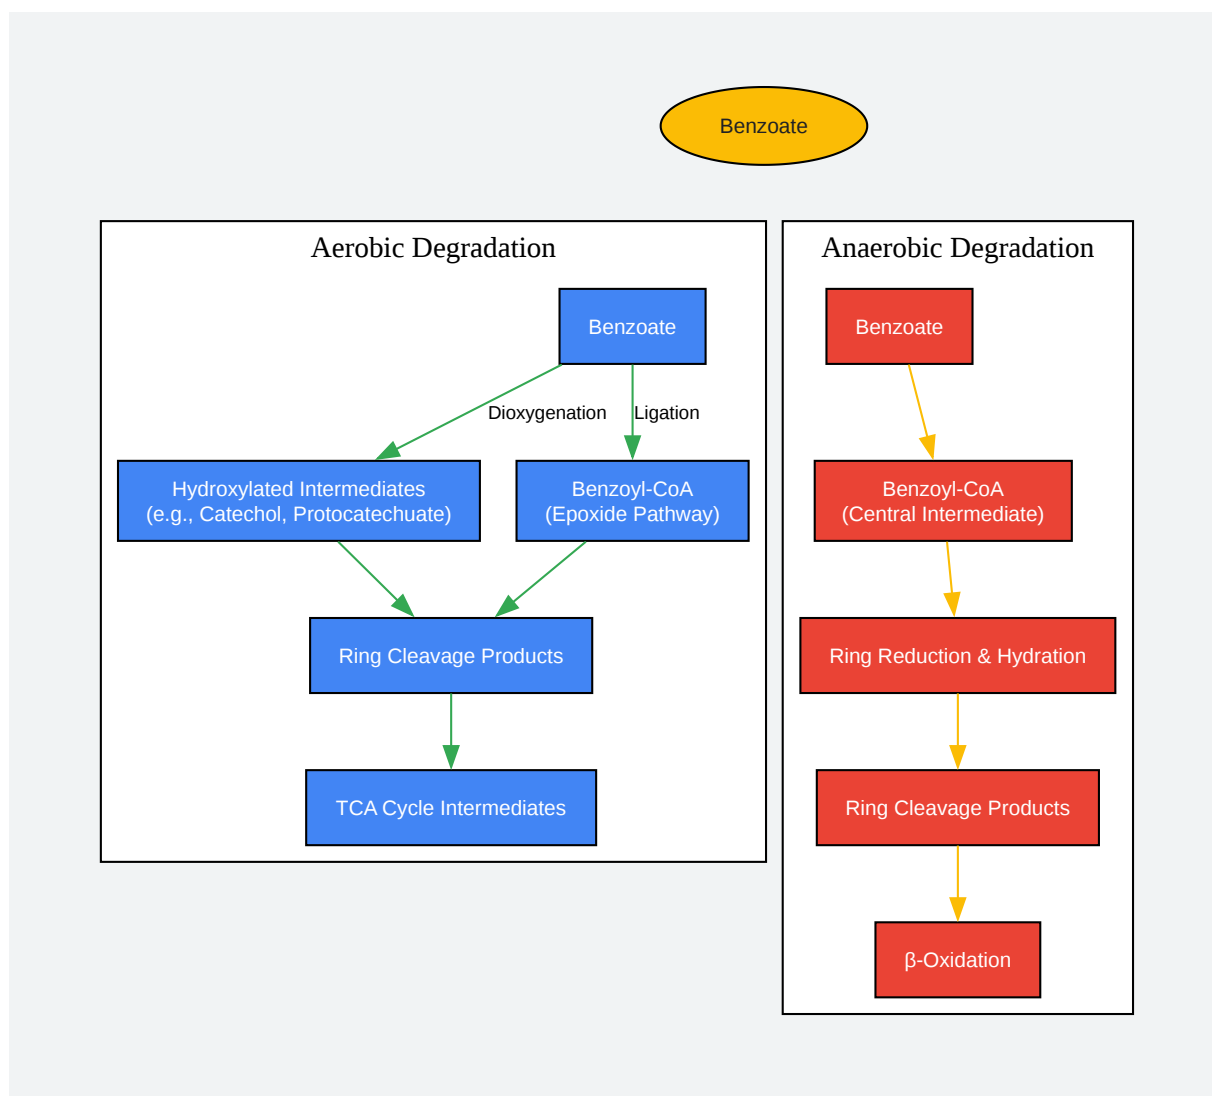 Benzoate
Aerobic Degradation
Benzoate
Dioxygenation
Ligation
Hydroxylated Intermediates
(e.g., Catechol, Protocatechuate)
Benzoyl-CoA
(Epoxide Pathway)
Ring Cleavage Products
TCA Cycle Intermediates
Anaerobic Degradation
Benzoate
Benzoyl-CoA
(Central Intermediate)
Ring Reduction & Hydration
Ring Cleavage Products
β-Oxidation